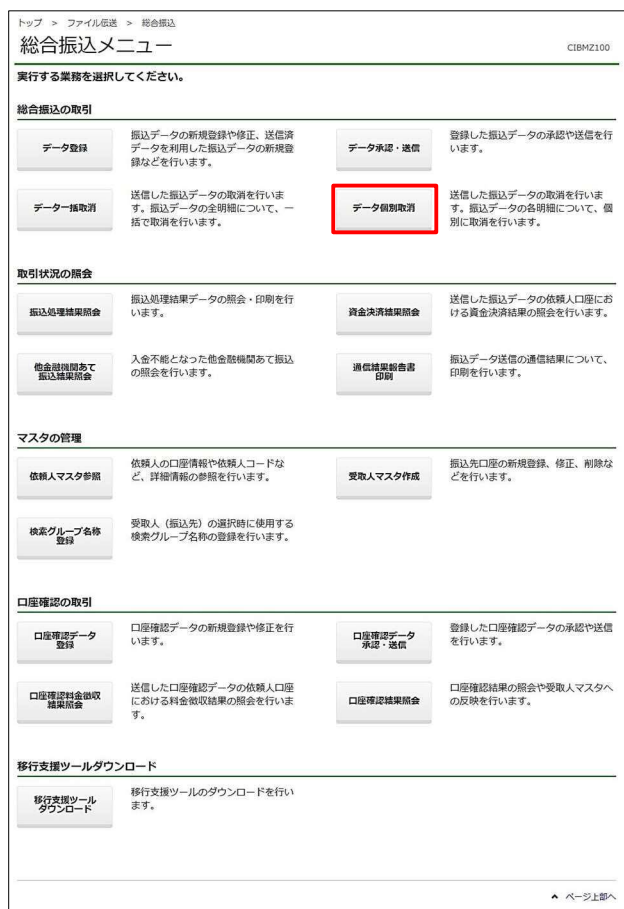 トップ > ファイル伝送 > 総合振込
総合振込メニュー
CIBMZ100
実行する業務を選択してください。
総合振込の取引
データ登録
振込データの新規登録や修正、送信済
データを利用した振込データの新規登
録などを行います。
データ承認・送信
登録した振込データの承認や送信を行
います。
データ一括取消
送信した振込データの取消を行いま
す。振込データの全明細について、一
括で取消を行います。
データ個別取消
送信した振込データの取消を行いま
す。振込データの各明細について、個
別に取消を行います。
取引状況の照会
振込処理結果照会
振込処理結果データの照会・印刷を行
います。
資金決済結果照会
送信した振込データの依頼人口座にお
ける資金決済結果の照会を行います。
他金融機関あて
振込結果照会
入金不能となった他金融機関あて振込
の照会を行います。
通信結果報告書
印刷
振込データ送信の通信結果について、
印刷を行います。
マスタの管理
依頼人マスタ参照
依頼人の口座情報や依頼人コードな
ど、詳細情報の参照を行います。
受取人マスタ作成
振込先口座の新規登録、修正、削除な
どを行います。
検索グループ名称
登録
受取人（振込先）の選択時に使用する
検索グループ名称の登録を行います。
口座確認の取引
口座確認データ
登録
口座確認データの新規登録や修正を行
います。
口座確認データ
承認・送信
登録した口座確認データの承認や送信
を行います。
口座確認料金徴収
結果照会
送信した口座確認データの依頼人口座
における料金徴収結果の照会を行いま
す。
口座確認結果照会
口座確認結果の照会や受取人マスタへ
の反映を行います。
移行支援ツールダウンロード
移行支援ツール
ダウンロード
移行支援ツールのダウンロードを行い
ます。
ページ上部へ